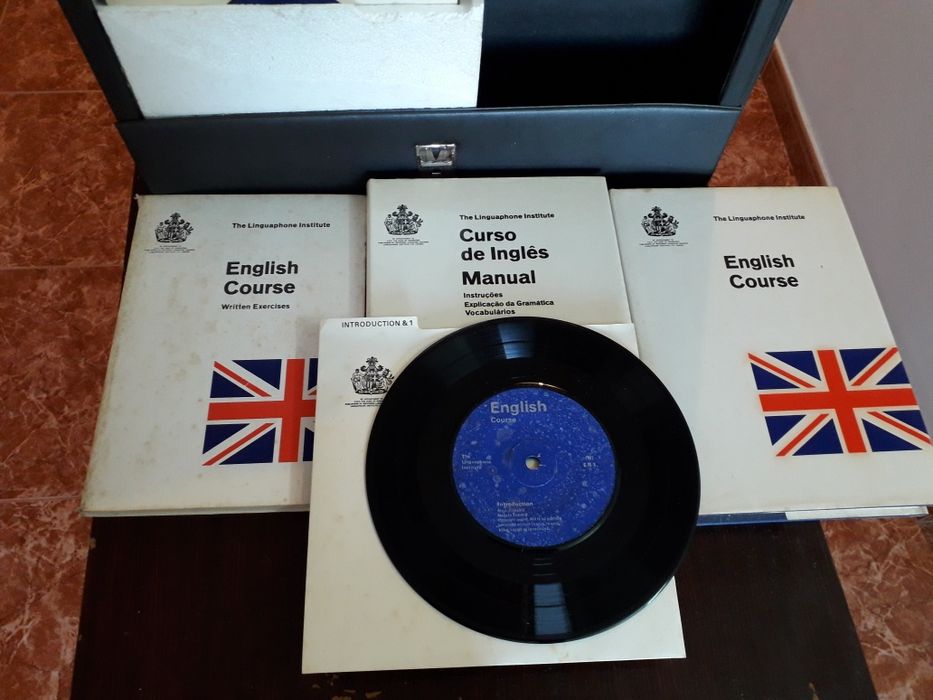 The Linguaphone Institute
English
Course
Written Exercises
The Linguaphone Institute
Curso
de Inglês
Manual
Instruções
Explicação da Gramática
Vocabulários
The Linguaphone Institute
English
Course
INTRODUCTION & 1
English
Course
The
Linguaphone
Institute
Introduction